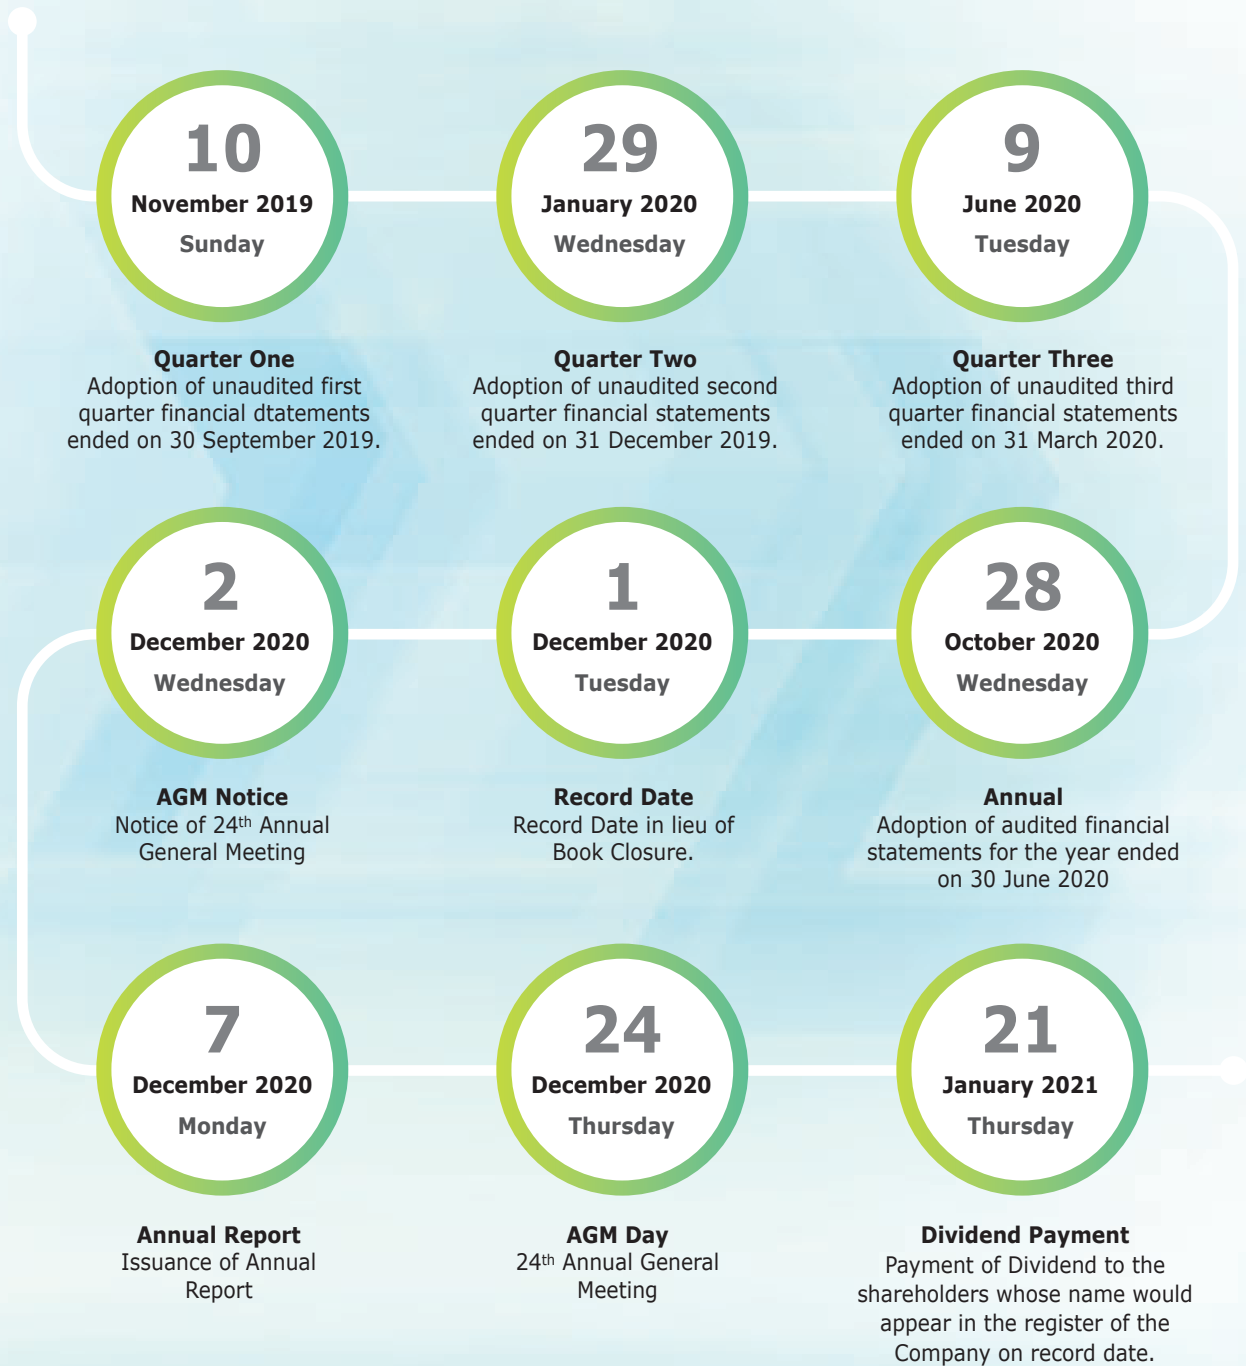 10
November 2019
Sunday
Quarter One
Adoption of unaudited first
quarter financial dtatements
ended on 30 September 2019.
29
January 2020
Wednesday
Quarter Two
Adoption of unaudited second
quarter financial statements
ended on 31 December 2019.
9
June 2020
Tuesday
Quarter Three
Adoption of unaudited third
quarter financial statements
ended on 31 March 2020.
28
October 2020
Wednesday
Annual
Adoption of audited financial
statements for the year ended
on 30 June 2020
1
December 2020
Tuesday
Record Date
Record Date in lieu of
Book Closure.
2
December 2020
Wednesday
AGM Notice
Notice of 24th Annual
General Meeting
7
December 2020
Monday
Annual Report
Issuance of Annual
Report
24
December 2020
Thursday
AGM Day
24th Annual General
Meeting
21
January 2021
Thursday
Dividend Payment
Payment of Dividend to the
shareholders whose name would
appear in the register of the
Company on record date.